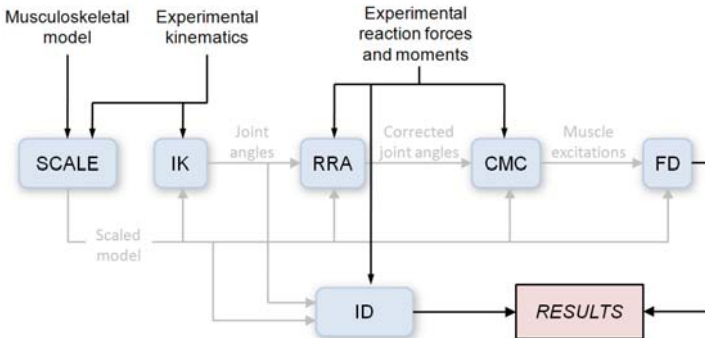 Musculoskeletal
model
Experimental
kinematics
Experimental
reaction forces
and moments
Joint
angles
Corrected
joint angles
Muscle
excitations
SCALE
IK
RRA
CMC
FD
Scaled
model
ID
RESULTS